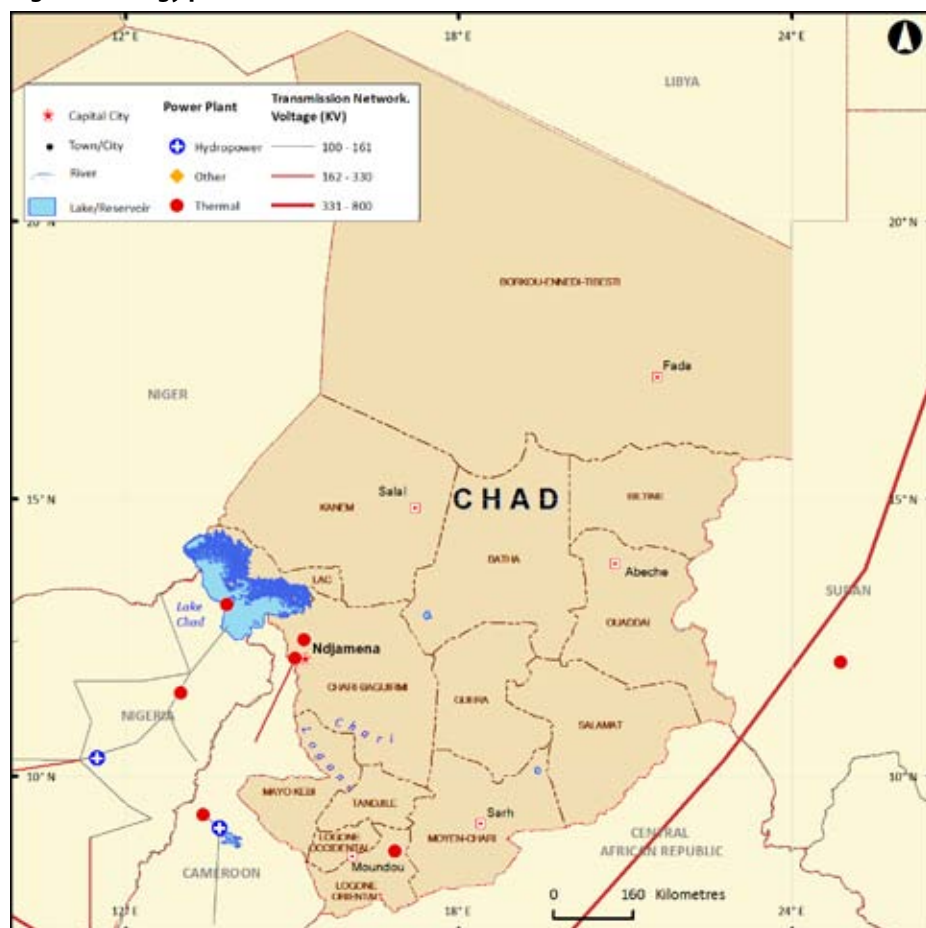 12° E
18° E
24° E
LIBYA
Capital City
Town/City
River
Lake/Reservoir
Power Plant
Hydropower
Other
Thermal
Transmission Network.
Voltage (KV)
100 - 161
162 - 330
331 - 800
20° N
20° N
BORKOU-ENNEDI-TIBESTI
Fada
NIGER
15° N
15° N
Salal
CHAD
KANEM
BILTINE
BATHA
Abeche
LAC
Lake
Chad
SUDAN
OUADDAI
Ndjamena
CHARI-BAGUIRMI
GUERA
NIGERIA
SALAMAT
Chari
Logone
10° N
10° N
MAYO KEBI
TANDJILE
Sarh
LOGONE
OCCIDENTAL
MOYEN-CHARI
CENTRAL
AFRICAN REPUBLIC
CAMEROON
Moundou
LOGONE
ORIENTAL
0 160 Kilometres
12° E
18° E
24° E